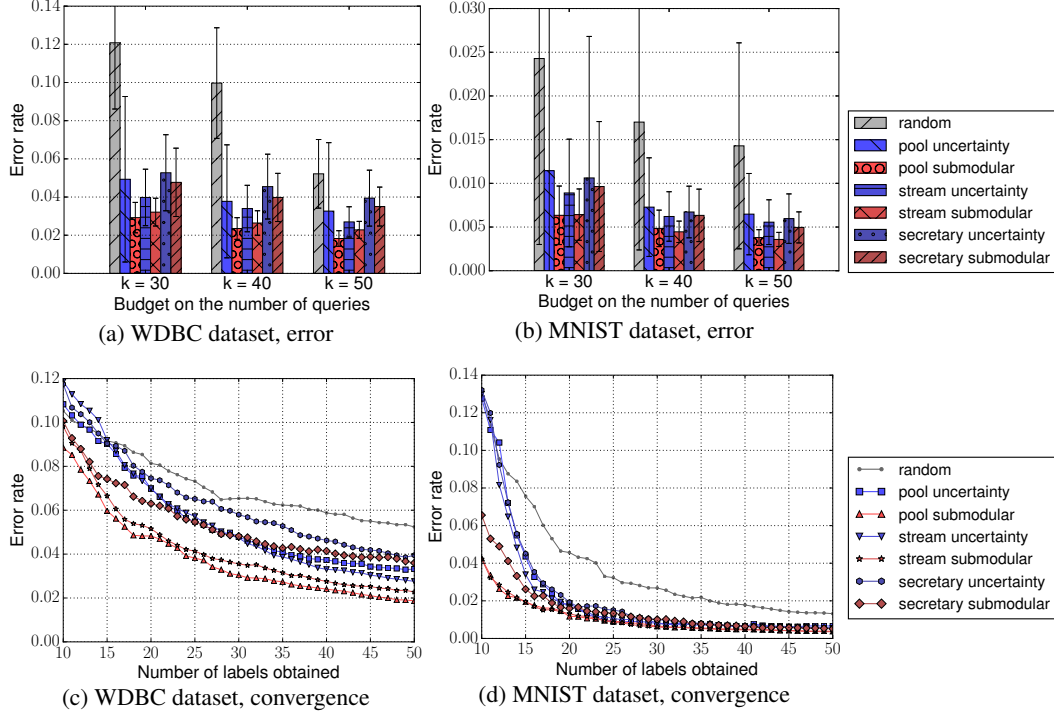 0.14
0.12
0.10
0.08
0.06
0.04
0.02
0.00
Error rate
k = 30
k = 40
k = 50
Budget on the number of queries
(a) WDBC dataset, error
0.030
0.025
0.020
0.015
0.010
0.005
0.000
Error rate
k = 30
k = 40
k = 50
Budget on the number of queries
(b) MNIST dataset, error
random
pool uncertainty
pool submodular
stream uncertainty
stream submodular
secretary uncertainty
secretary submodular
0.12
0.10
0.08
0.06
0.04
0.02
0.00
Error rate
10 15 20 25 30 35 40 45 50
Number of labels obtained
(c) WDBC dataset, convergence
0.14
0.12
0.10
0.08
0.06
0.04
0.02
0.00
Error rate
10 15 20 25 30 35 40 45 50
Number of labels obtained
(d) MNIST dataset, convergence
random
pool uncertainty
pool submodular
stream uncertainty
stream submodular
secretary uncertainty
secretary submodular